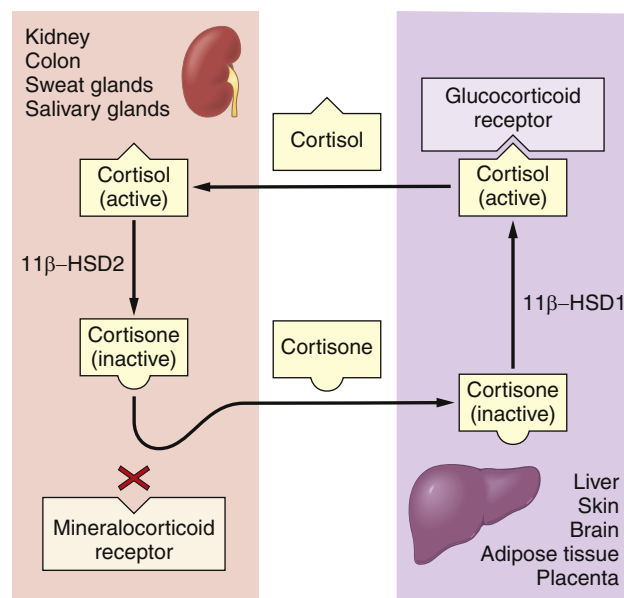 Kidney
Colon
Sweat glands
Salivary glands
Cortisol
Glucocorticoid
receptor
Cortisol
(active)
Cortisol
(active)
11β–HSD2
11β–HSD1
Cortisone
(inactive)
Cortisone
Cortisone
(inactive)
Mineralocorticoid
receptor
Liver
Skin
Brain
Adipose tissue
Placenta